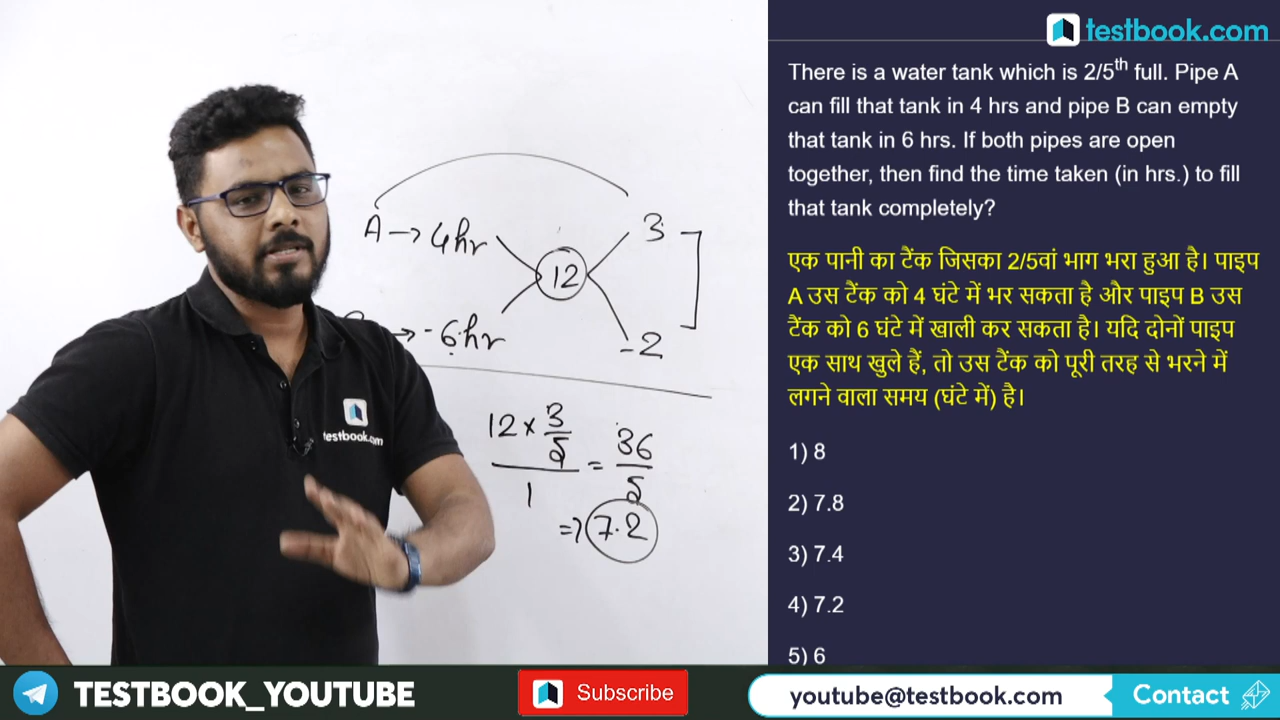 testbook.com
There is a water tank which is 2/5th full. Pipe A
can fill that tank in 4 hrs and pipe B can empty
that tank in 6 hrs. If both pipes are open
together, then find the time taken (in hrs.) to fill
that tank completely?
एक पानी का टैंक जिसका 2/5वां भाग भरा हुआ है। पाइप
A उस टैंक को 4 घंटे में भर सकता है और पाइप B उस
टैंक को 6 घंटे में खाली कर सकता है। यदि दोनों पाइप
एक साथ खुले हैं, तो उस टैंक को पूरी तरह से भरने में
लगने वाला समय (घंटे में) है।
1) 8
2) 7.8
3) 7.4
4) 7.2
5) 6
A → 4hr
12
3
→ -6hr
-2
12 × 3/5
1
= 36/5
⇒ 7.2
testbook.com
TESTBOOK_YOUTUBE
Subscribe
youtube@testbook.com
Contact